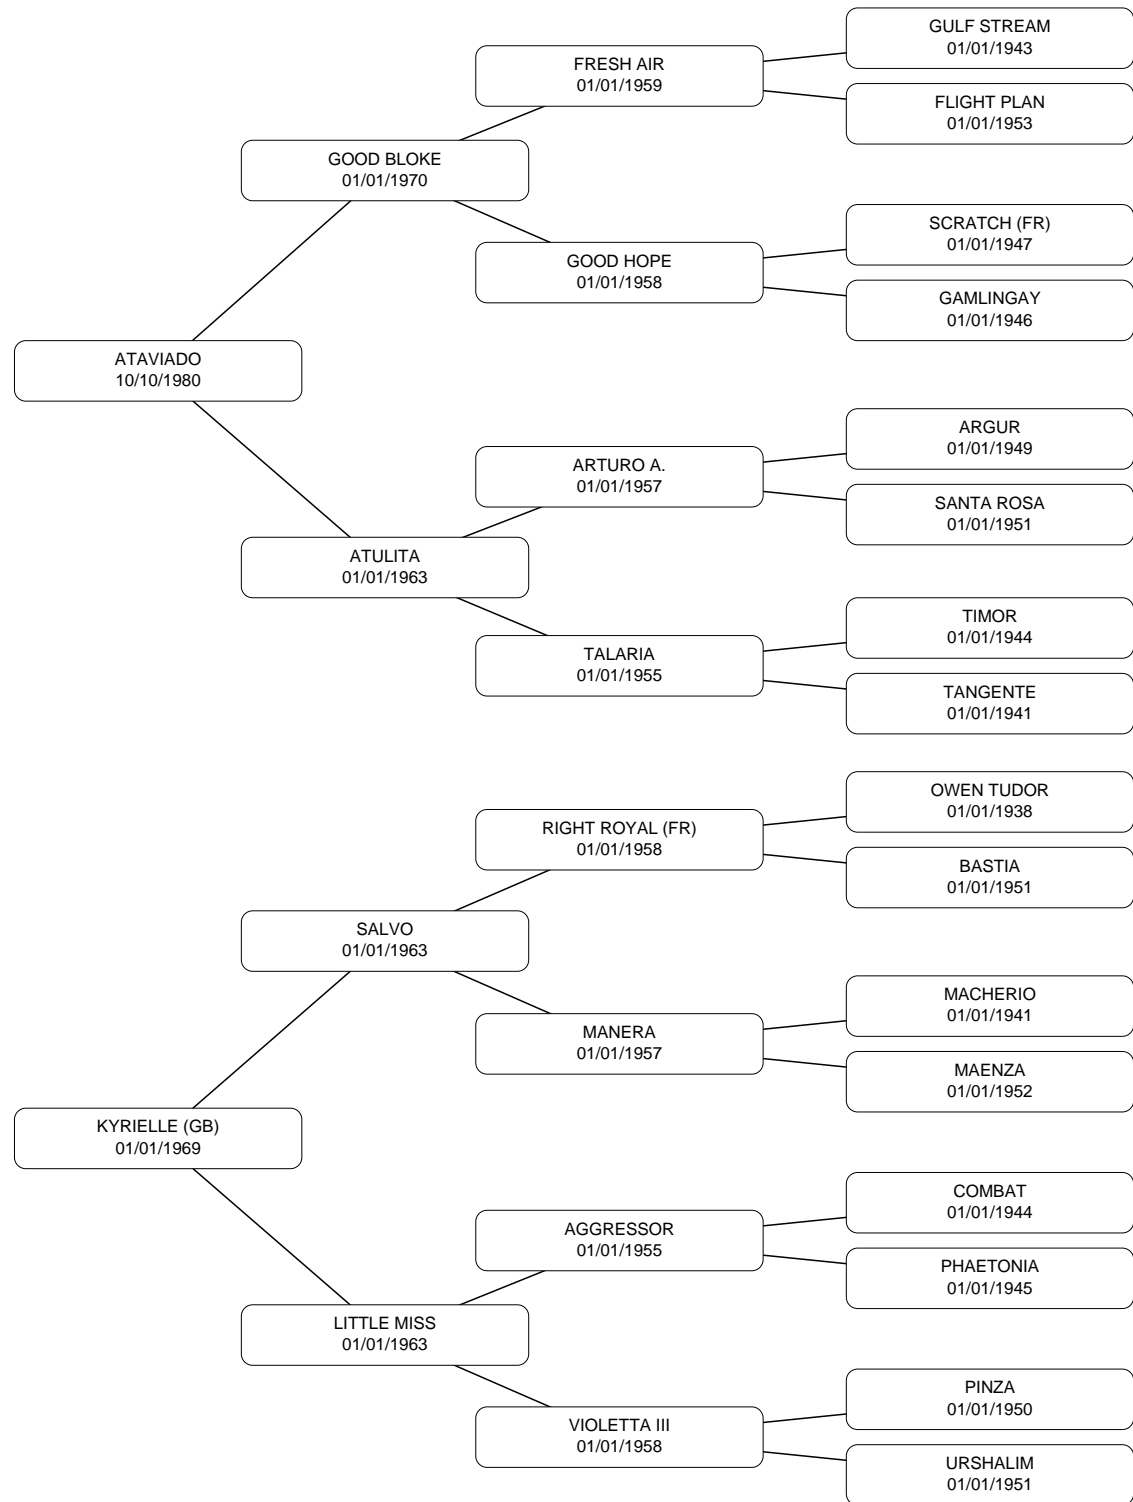 GULF STREAM
01/01/1943
FRESH AIR
01/01/1959
FLIGHT PLAN
01/01/1953
GOOD BLOKE
01/01/1970
SCRATCH (FR)
01/01/1947
GOOD HOPE
01/01/1958
GAMLINGAY
01/01/1946
ATAVIADO
10/10/1980
ARGUR
01/01/1949
ARTURO A.
01/01/1957
SANTA ROSA
01/01/1951
ATULITA
01/01/1963
TIMOR
01/01/1944
TALARIA
01/01/1955
TANGENTE
01/01/1941
OWEN TUDOR
01/01/1938
RIGHT ROYAL (FR)
01/01/1958
BASTIA
01/01/1951
SALVO
01/01/1963
MACHERIO
01/01/1941
MANERA
01/01/1957
MAENZA
01/01/1952
KYRIELLE (GB)
01/01/1969
COMBAT
01/01/1944
AGGRESSOR
01/01/1955
PHAETONIA
01/01/1945
LITTLE MISS
01/01/1963
PINZA
01/01/1950
VIOLETTA III
01/01/1958
URSHALIM
01/01/1951